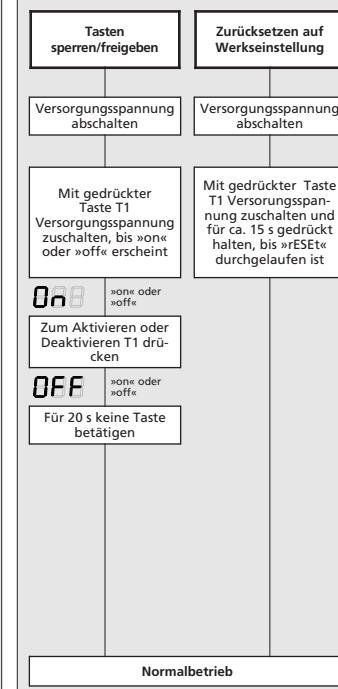 Tasten
sperren/freigeben
Versorgungsspannung
abschalten
Mit gedrückter
Taste T1
Versorgungsspannung
zuschalten, bis »on«
oder »off« erscheint
On
»on« oder
»off«
Zum Aktivieren oder
Deaktivieren T1 drü-
cken
OFF
»on« oder
»off«
Für 20 s keine Taste
betätigen
Zurücksetzen auf
Werkseinstellung
Versorgungsspannung
abschalten
Mit gedrückter Taste
T1 Versorungsspan-
nung zuschalten und
für ca. 15 s gedrückt
halten, bis »rESEt«
durchgelaufen ist
Normalbetrieb